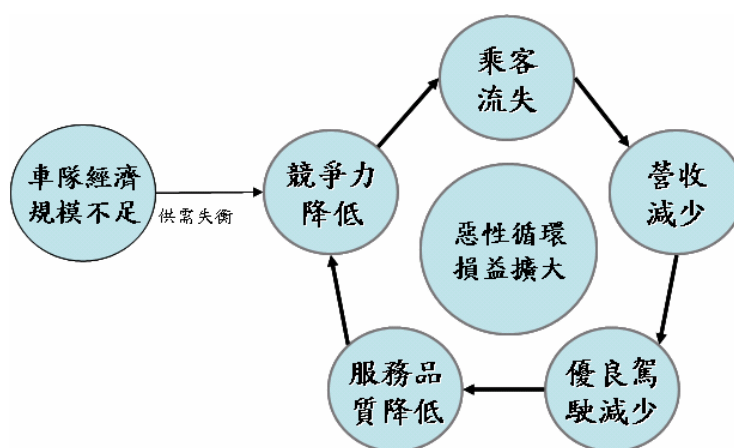 車隊經濟
規模不足
供需失衡
競爭力
降低
乘客
流失
營收
減少
優良駕
駛減少
服務品
質降低
惡性循環
損益擴大